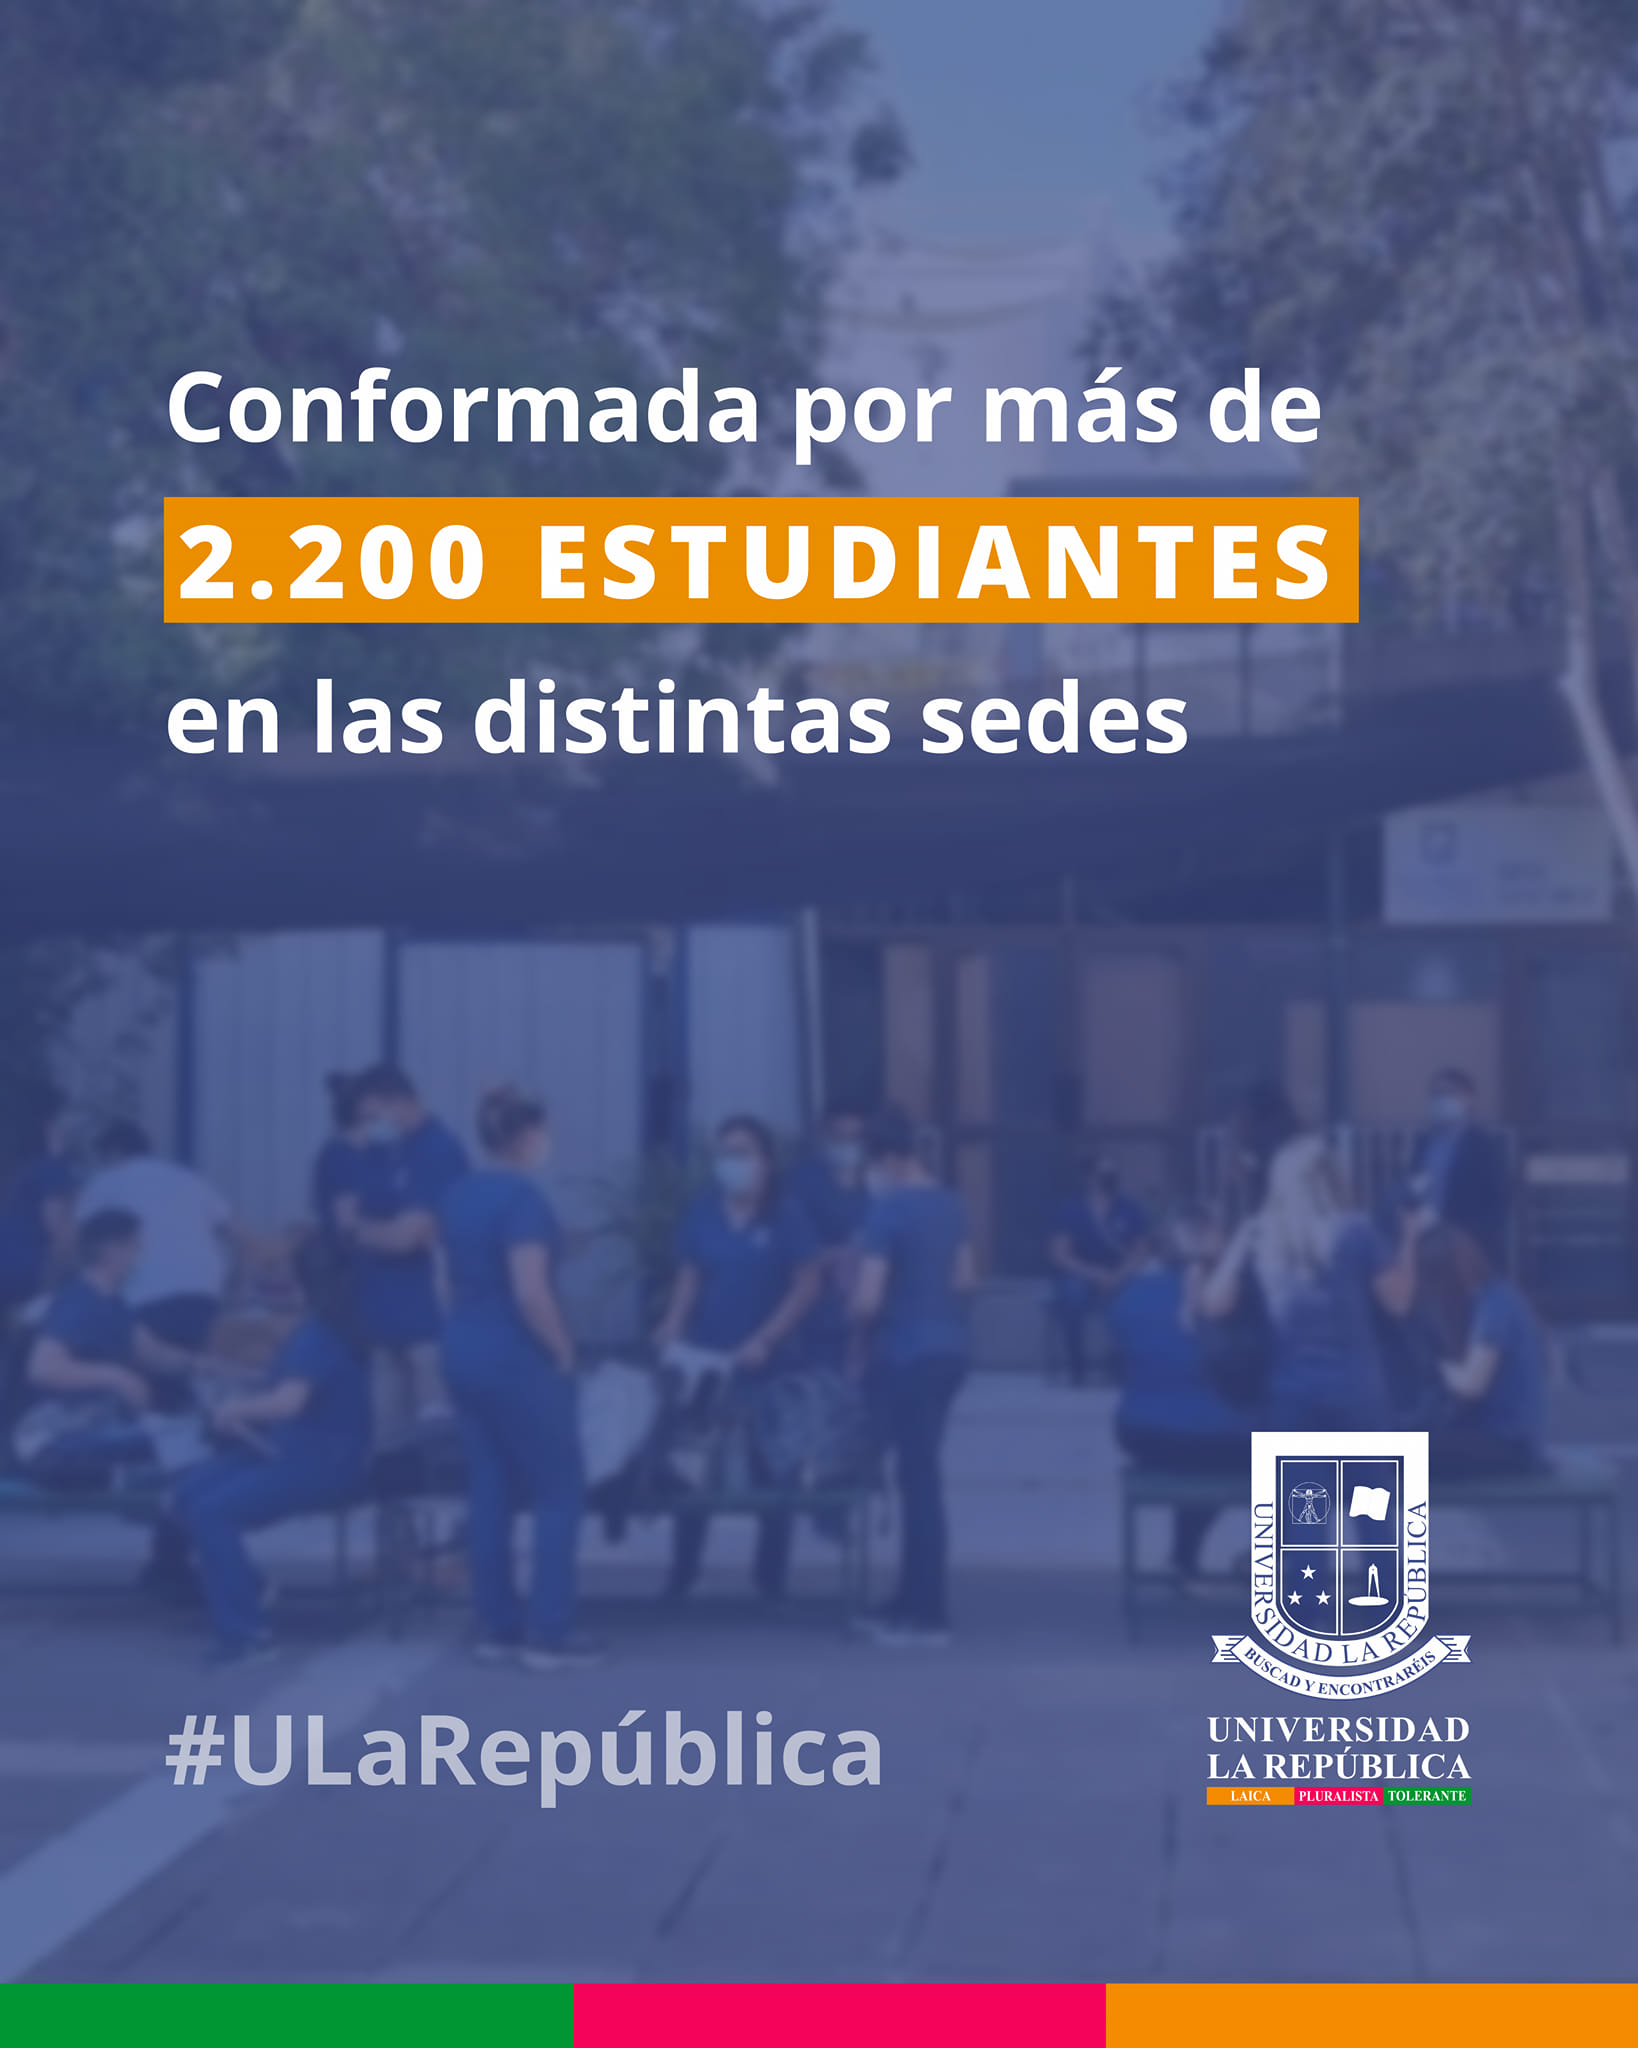 Conformada por más de
2.200 ESTUDIANTES
en las distintas sedes
#ULaRepública
UNIVERSIDAD LA REPÚBLICA
BUSCAD Y ENCONTRARÉIS
UNIVERSIDAD
LA REPÚBLICA
LAICA PLURALISTA TOLERANTE